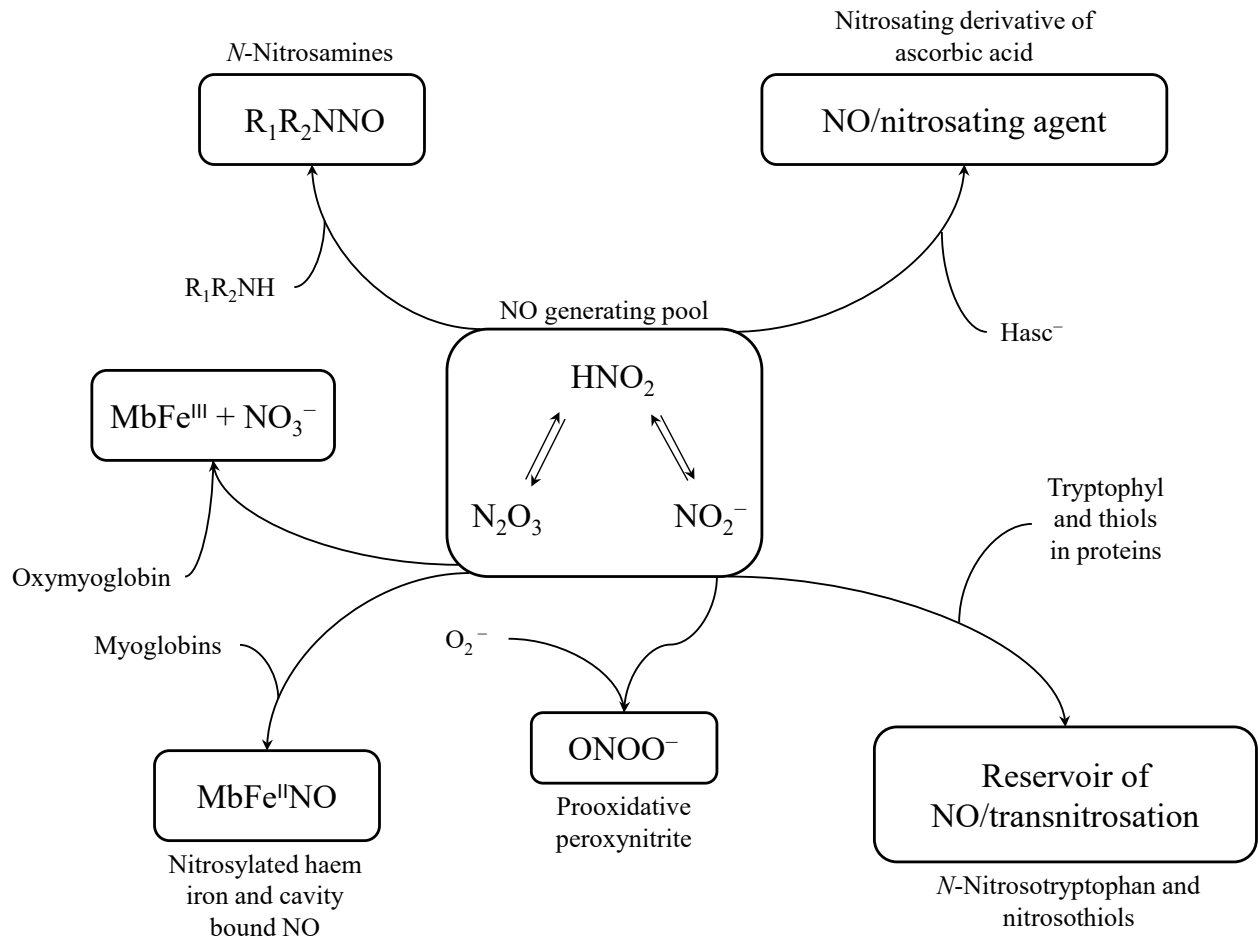 Nitrosating derivative of
ascorbic acid
N-Nitrosamines
R₁R₂NNO
NO/nitrosating agent
R₁R₂NH
Hasc⁻
NO generating pool
HNO₂
N₂O₃
NO₂⁻
MbFeᴵᴵᴵ + NO₃⁻
Oxymyoglobin
Tryptophyl
and thiols
in proteins
Myoglobins
O₂⁻
MbFeᴵᴵNO
Nitrosylated haem
iron and cavity
bound NO
ONOO⁻
Prooxidative
peroxynitrite
Reservoir of
NO/transnitrosation
N-Nitrosotryptophan and
nitrosothiols